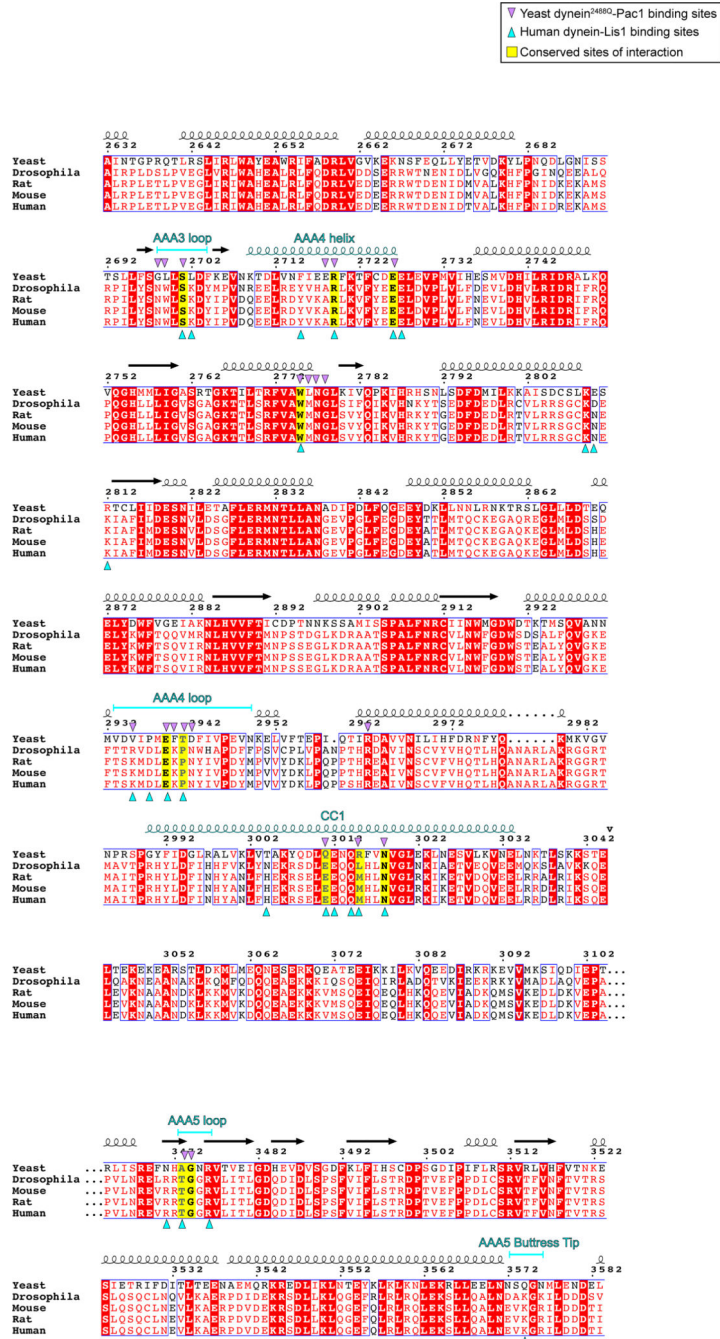 Yeast dynein2488Q-Pac1 binding sites
Human dynein-Lis1 binding sites
Conserved sites of interaction
2632 2642 2652 2662 2672 2682
Yeast AINTGPRQTLRSLIRLWAYEAWRIFADRLVGVKEKNSFEQLLYETVDKYLPNQDLGNISS
Drosophila AIRPLDSLPVEGLVRLWAHEALRLFQDRLVDDSERRWTNENIDLVGQKHFPGINQEEALQ
Rat ALRPLETLPVEGLIRIWAHEALRLFQDRLVEDEERRWTDENIDMVALKHFPNIDKEKAMS
Mouse ALRPLETLPVEGLIRIWAHEALRLFQDRLVEDEERRWTDENIDMVALKHFPNIDKEKAMS
Human ALRPLETLPVEGLIRIWAHEALRLFQDRLVEDEERRWTDENIDTVALKHFPNIDREKAMS
AAA3 loop AAA4 helix
2692 2702 2712 2722 2732 2742
Yeast TSLLFSGLLSLDFKEVNKTDLVNFIEERFKTFCDEELEVPMVIHESMVDHILRIDRALKQ
Drosophila RPILYSNWLSKDYMPVNREELREYVHARLKVFYEEELDVPLVLFDEVLDHVLRIDRIFRQ
Rat RPILYSNWLSKDYIPVDQEELRDYVKARLKVFYEEELDVPLVLFNEVLDHVLRIDRIFRQ
Mouse RPILYSNWLSKDYIPVDQEELRDYVKARLKVFYEEELDVPLVLFNEVLDHVLRIDRIFRQ
Human RPILYSNWLSKDYIPVDQEELRDYVKARLKVFYEEELDVPLVLFNEVLDHVLRIDRIFRQ
2752 2762 2772 2782 2792 2802
Yeast VQGHMMLIGASRTGKTILTRFVAWLNGLKIVQPKIHRHSNLSDFDMILKKAISDCSLKES
Drosophila PQGHLLLIGVSGAGKTTLSRFVAWMNGLSIFQIKVHNKYTSEDFDEDLRCVLRRSGCKDE
Rat PQGHLLLIGVSGAGKTTLSRFVAWMNGLSVYQIKVHRKYTGEDFDEDLRTVLRRSGCKNE
Mouse PQGHLLLIGVSGAGKTTLSRFVAWMNGLSVYQIKVHRKYTGEDFDEDLRTVLRRSGCKNE
Human PQGHLLLIGVSGAGKTTLSRFVAWMNGLSVYQIKVHRKYTGEDFDEDLRTVLRRSGCKNE
2812 2822 2832 2842 2852 2862
Yeast RTCLIIDESNILETAFLERMNTLLANADIPDLFQGEEYDKLLNNLRNKTRSLGLLLDTEQ
Drosophila KIAFILDESNVLDSGFLERMNTLLANGEVPGLFEGDEYTTLMTQCKEGAQREGLMLDSHE
Rat KIAFIMDESNVLDSGFLERMNTLLANGEVPGLFEGDEYATLMTQCKEGAQKEGLMLDSHE
Mouse KIAFIMDESNVLDSGFLERMNTLLANGEVPGLFEGDEYATLMTQCKEGAQKEGLMLDSHE
Human KIAFIMDESNVLDSGFLERMNTLLANGEVPGLFEGDEYATLMTQCKEGAQKEGLMLDSHE
2872 2882 2892 2902 2912 2922
Yeast ELYDWFVGEIAKNLHVVFTICDPTNNKSSAMISSPALFNRCIINWMGDWDTKTMSQVANN
Drosophila ELYKWFTQQVMRNLHVVFTMNPSTDGLKDRAATSPALFNRCVLNWFGDWSDSALFQVGKE
Rat ELYKWFTSQVIRNLHVVFTMNPSSEGLKDRAATSPALFNRCVLNWFGDWSTEALYQVGKE
Mouse ELYKWFTSQVIRNLHVVFTMNPSSEGLKDRAATSPALFNRCVLNWFGDWSTEALYQVGKE
Human ELYKWFTSQVIRNLHVVFTMNPSSEGLKDRAATSPALFNRCVLNWFGDWSTEALYQVGKE
AAA4 loop
2932 2942 2952 2962 2972 2982
Yeast MVDVIPMEFTDFIVPEVNKELVFTEPI.QTIRDAVVNILIHFDRNFYQ......KMKVGV
Drosophila FTTRVDLEKPNWHAPDFFPSVCPLVPANPTHRDAVINSCVYVHQTLHQANARLAKRGGRT
Rat FTSKMDLEKPNYIVPDYMPVVYDKLPQPPTHREAIVNSCVFVHQTLHQANARLAKRGGRT
Mouse FTSKMDLEKPNYIVPDYMPVVYDKLPQPPTHREAIVNSCVFVHQTLHQANARLAKRGGRT
Human FTSKMDLEKPNYIVPDYMPVVYDKLPQPPSHREAIVNSCVFVHQTLHQANARLAKRGGRT
CC1
2992 3002 3012 3022 3032 3042
Yeast NPRSPGYFIDGLRALVKLVTAKYQDLQENQRFVNVGLEKLNESVLKVNELNKTLSKKSTE
Drosophila MAVTPRHYLDFIHHFVKLYNEKRSDLEEQQLHLNVGLNKIAETVEQVEEMQKSLAVKKQE
Rat MAITPRHYLDFINHYANLFHEKRSELEEQQMHLNVGLRKIKETVDQVEELRRALRIKSQE
Mouse MAITPRHYLDFINHYANLFHEKRSELEEQQMHLNVGLRKIKETVDQVEELRRALRIKSQE
Human MAITPRHYLDFINHYANLFHEKRSELEEQQMHLNVGLRKIKETVDQVEELRRDLRIKSQE
3052 3062 3072 3082 3092 3102
Yeast LTEKEKEARSTLDKMLMEQNESERKQEATEEIKKILKVQEEDIRKRKEVVMKSIQDIEPT...
Drosophila LQAKNEAANAKLKQMFQDQQEAEKKKIQSQEIQIRLADQTVKIEEKRKYVMADLAQVEPA...
Rat LEVKNAAANDKLKKMVKDQQEAEKKKVMSQEIQEQLHKQQEVIADKQMSVKEDLDKVEPA...
Mouse LEVKNAAANDKLKKMVKDQQEAEKKKVMSQEIQEQLHKQQEVIADKQMSVKEDLDKVEPA...
Human LEVKNAAANDKLKKMVKDQQEAEKKKVMSQEIQEQLHKQQEVIADKQMSVKEDLDKVEPA...
AAA5 loop
3472 3482 3492 3502 3512 3522
Yeast ...RLISREFNHAGNRVTVEIGDHEVDVSGDFKLFIHSCDPSGDIPIFLRSRVRLVHFVTNKE
Drosophila ...PVLNRELRRTGGRVLITLGDQDIDLSPSFVIFLSTRDPTVEFPPDICSRVTFVNFTVTRS
Mouse ...PVLNREVRRTGGRVLITLGDQDIDLSPSFVIFLSTRDPTVEFPPDLCSRVTFVNFTVTRS
Rat ...PVLNREVRRTGGRVLITLGDQDIDLSPSFVIFLSTRDPTVEFPPDLCSRVTFVNFTVTRS
Human ...PVLNREVRRTGGRVLITLGDQDIDLSPSFVIFLSTRDPTVEFPPDLCSRVTFVNFTVTRS
AAA5 Buttress Tip
3532 3542 3552 3562 3572 3582
Yeast SIETRIFDITLTEENAEMQRKREDLIKLNTEYKLKLKNLEKRLLEELNNSQGNMLENDEL
Drosophila SLQSQCLNQVLKAERPDIDEKRSDLLKLQGEFQLRLRQLEKSLLQALNDAKGKILDDDSV
Mouse SLQSQCLNEVLKAERPDVDEKRSDLLKLQGEFQLRLRQLEKSLLQALNEVKGRILDDDTI
Rat SLQSQCLNEVLKAERPDVDEKRSDLLKLQGEFQLRLRQLEKSLLQALNEVKGRILDDDTI
Human SLQSQCLNEVLKAERPDVDEKRSDLLKLQGEFQLRLRQLEKSLLQALNEVKGRILDDDTI